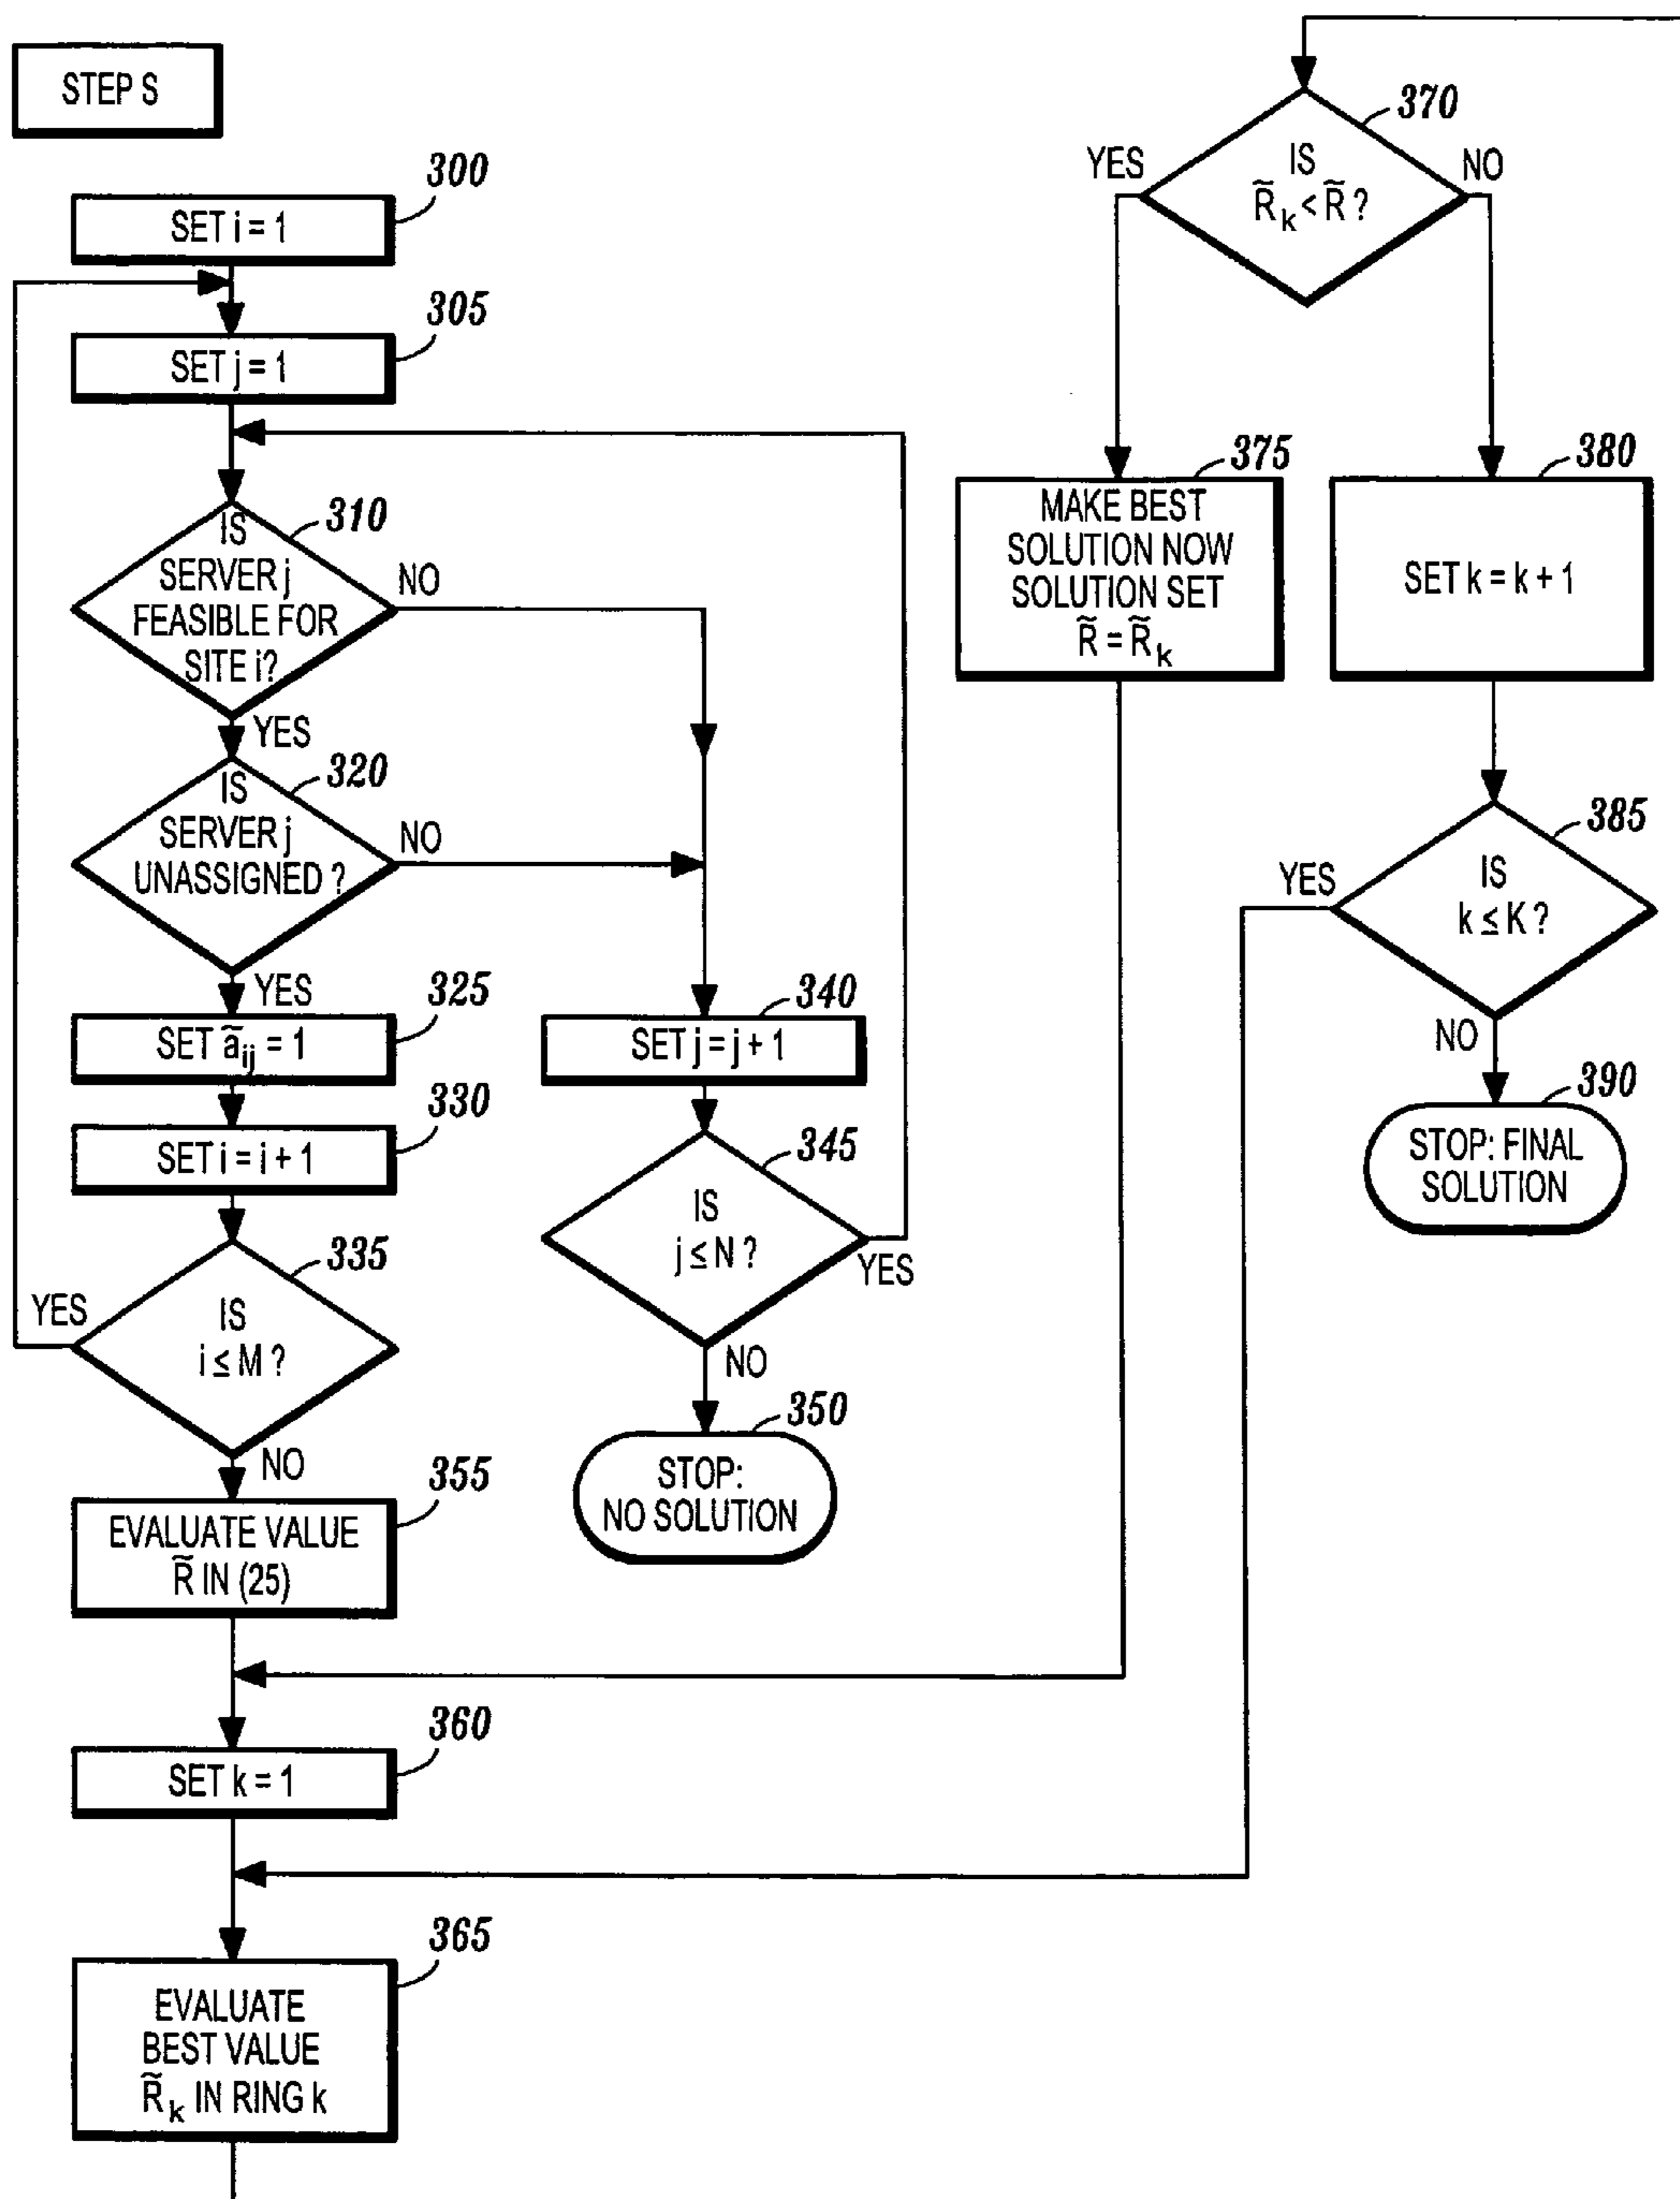 STEP S
300
SET i = 1
305
SET j = 1
310
IS
SERVER j
FEASIBLE FOR
SITE i?
NO
YES
320
IS
SERVER j
UNASSIGNED ?
NO
YES
325
SET ãij = 1
330
SET i = i + 1
335
IS
i ≤ M ?
YES
NO
340
SET j = j + 1
345
IS
j ≤ N ?
YES
NO
350
STOP:
NO SOLUTION
355
EVALUATE VALUE
R̃ IN (25)
360
SET k = 1
365
EVALUATE
BEST VALUE
R̃k IN RING k
370
IS
R̃k < R̃ ?
YES
NO
375
MAKE BEST
SOLUTION NOW
SOLUTION SET
R̃ = R̃k
380
SET k = k + 1
385
IS
k ≤ K ?
YES
NO
390
STOP: FINAL
SOLUTION